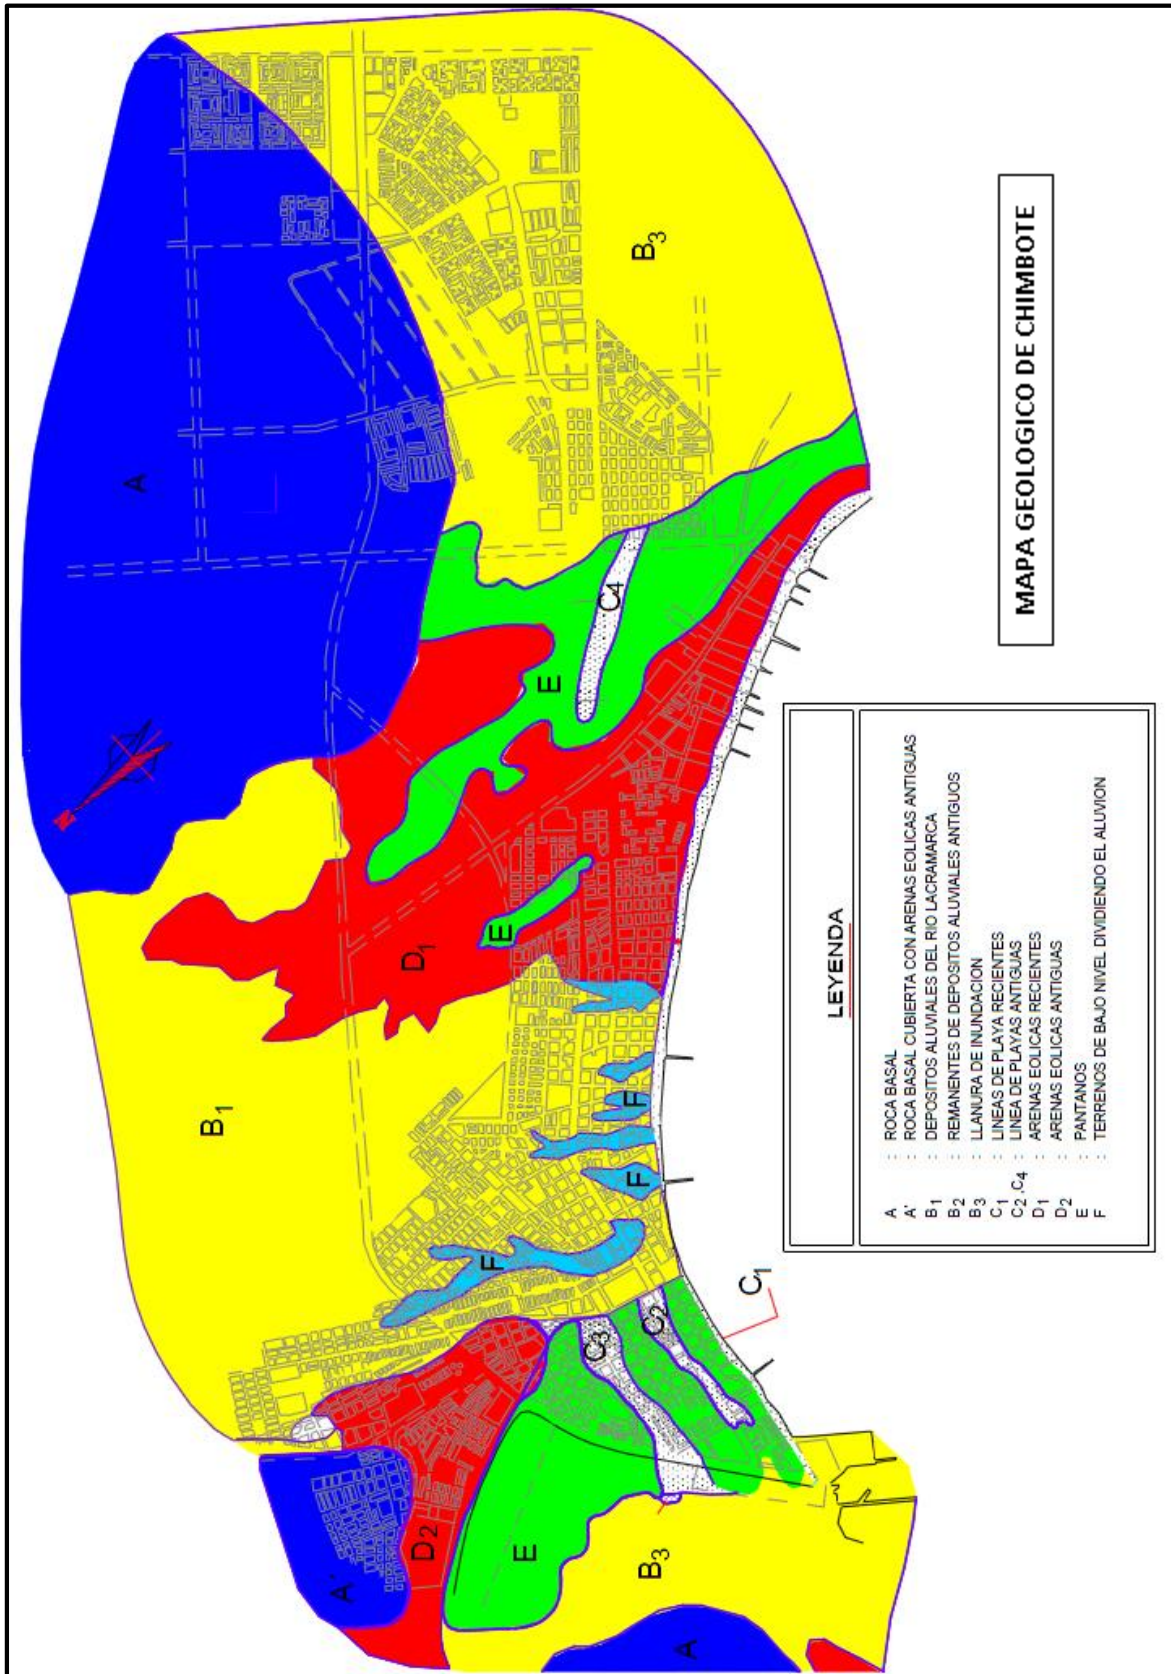 MAPA GEOLOGICO DE CHIMBOTE
LEYENDA
A : ROCA BASAL
A' : ROCA BASAL CUBIERTA CON ARENAS EOLICAS ANTIGUAS
B1 : DEPOSITOS ALUVIALES DEL RIO LACRAMARCA
B2 : REMANENTES DE DEPOSITOS ALUVIALES ANTIGUOS
B3 : LLANURA DE INUNDACION
C1 : LINEAS DE PLAYA RECIENTES
C2 ,C4 : LINEA DE PLAYAS ANTIGUAS
D1 : ARENAS EOLICAS RECIENTES
D2 : ARENAS EOLICAS ANTIGUAS
E : PANTANOS
F : TERRENOS DE BAJO NIVEL DIVIDIENDO EL ALUVION
A'
D2
E
B3
A
C3
C2
C1
F
F
F
B1
D1
E
E
C4
N
A
B3